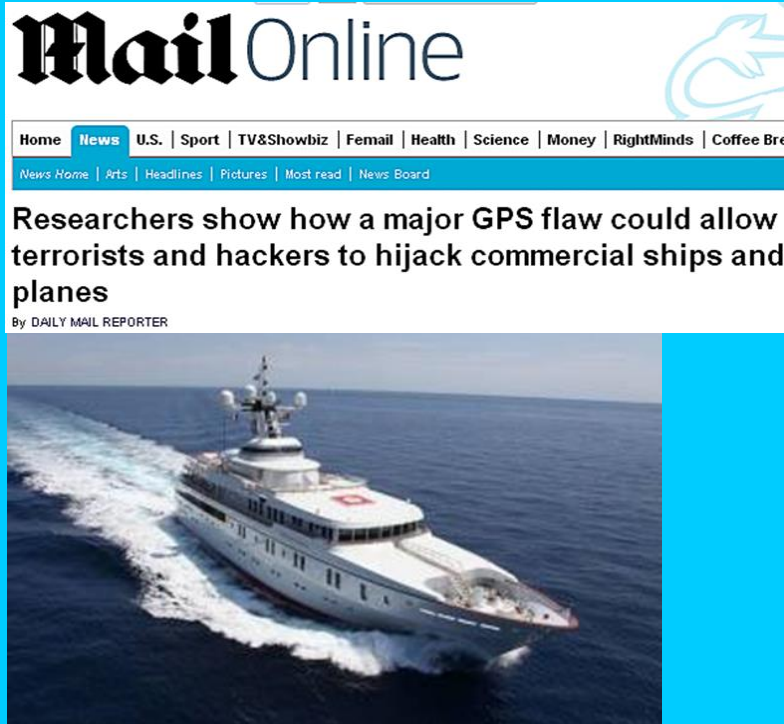 Mail Online
Home News U.S. Sport TV&Showbiz Femail Health Science Money RightMinds Coffee Bre
News Home Arts Headlines Pictures Most read News Board
Researchers show how a major GPS flaw could allow
terrorists and hackers to hijack commercial ships and
planes
By DAILY MAIL REPORTER